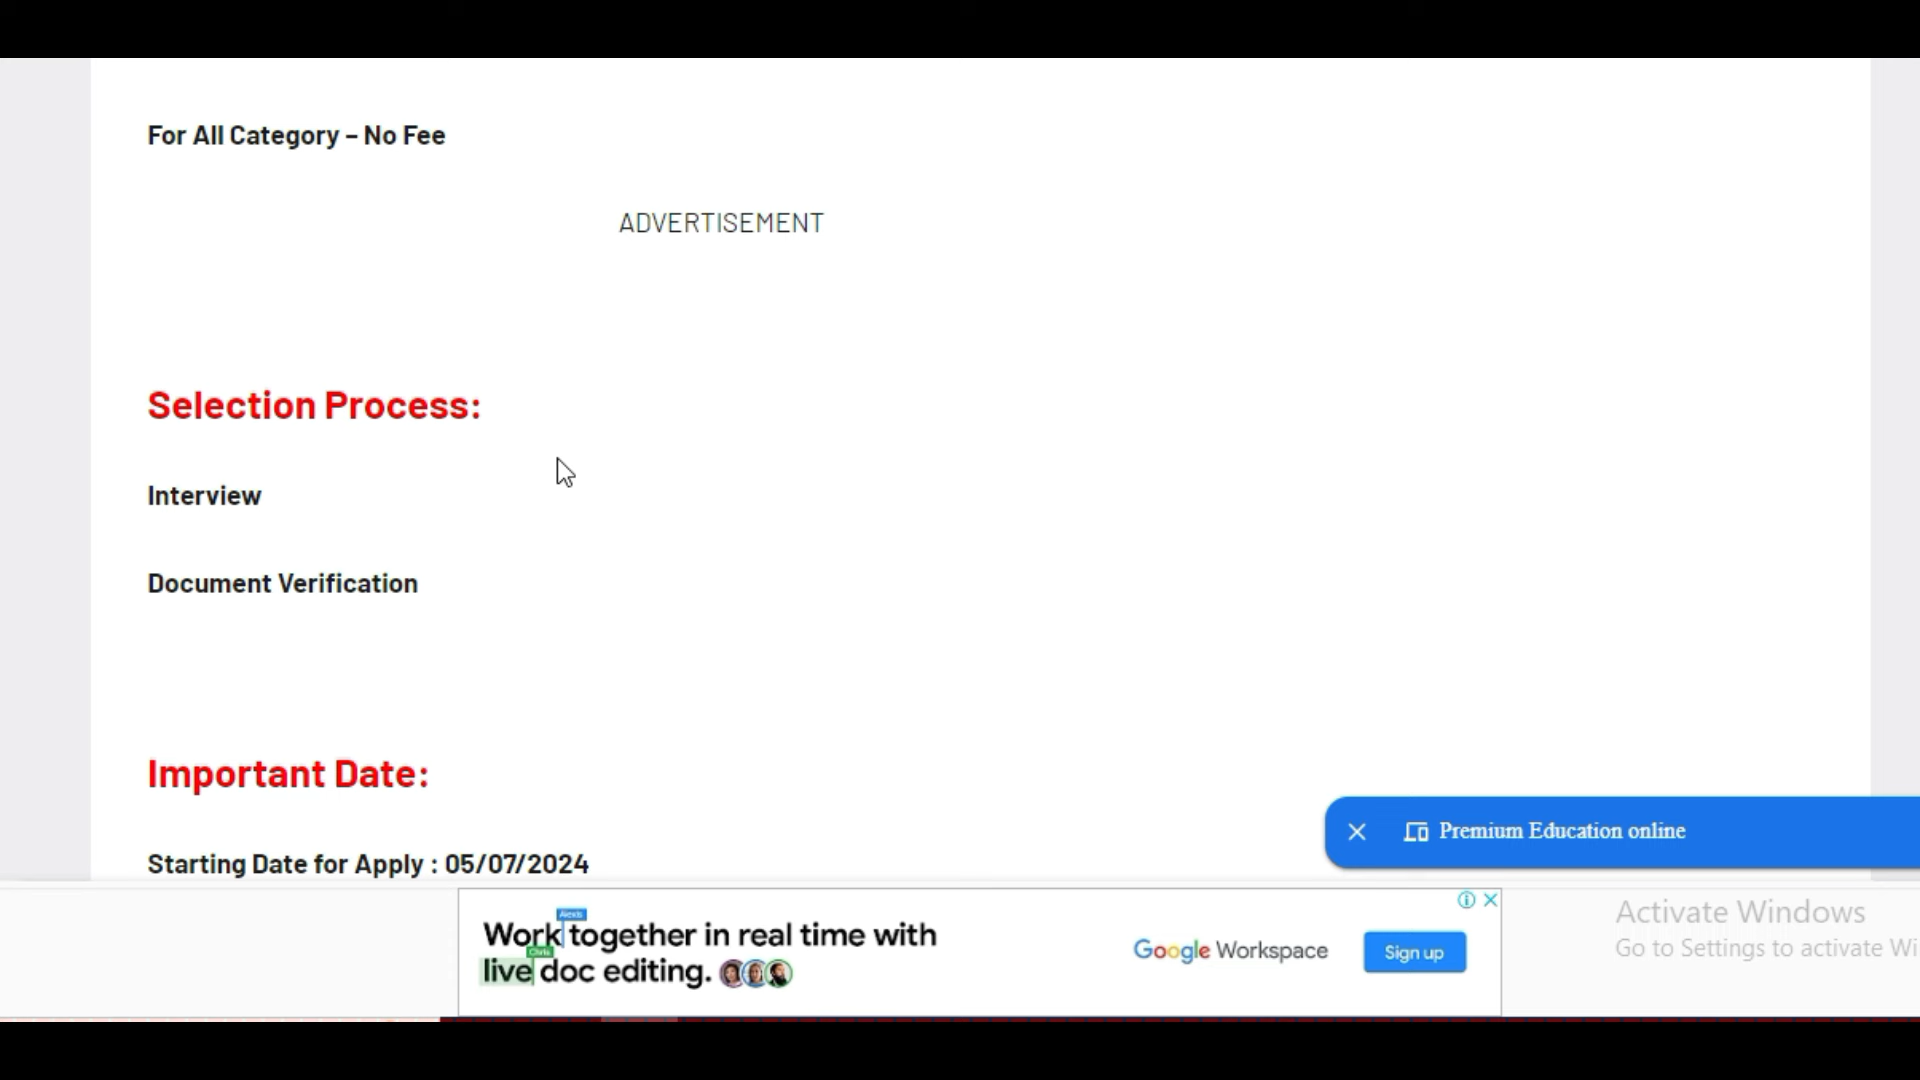 For All Category – No Fee
ADVERTISEMENT
Selection Process:
Interview
Document Verification
Important Date:
Starting Date for Apply : 05/07/2024
Premium Education online
Alexis
Work together in real time with
Chris
live doc editing.
Google Workspace
Sign up
Activate Windows
Go to Settings to activate Wi